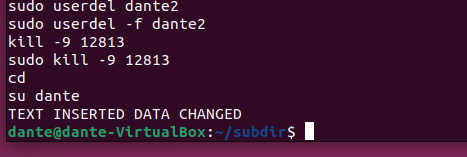 sudo userdel dante2
sudo userdel -f dante2
kill -9 12813
sudo kill -9 12813
cd
su dante
TEXT INSERTED DATA CHANGED
dante@dante-VirtualBox:~/subdir$